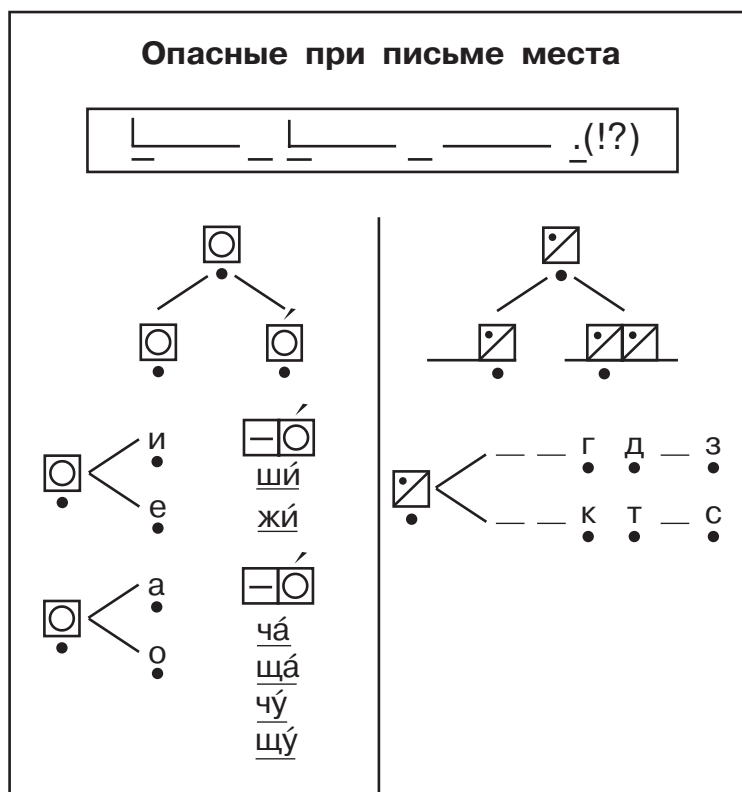 Опасные при письме места
.(!?)
и
е
ши́
жи́
а
о
ча́
ща́
чу́
щу́
г д з
к т с